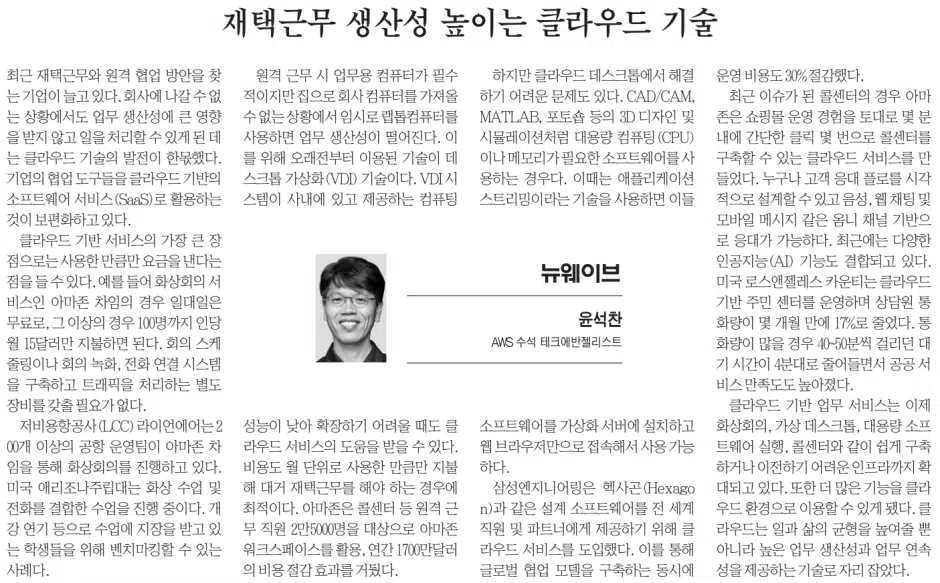 재택근무 생산성 높이는 클라우드 기술
최근 재택근무와 원격 협업 방안을 찾
는 기업이 늘고 있다. 회사에 나갈 수 없
는 상황에서도 업무 생산성에 큰 영향
을 받지 않고 일을 처리할 수 있게 된 데
는 클라우드 기술의 발전이 한몫했다.
기업의 협업 도구들을 클라우드 기반의
소프트웨어 서비스(SaaS)로 활용하는
것이 보편화하고 있다.
클라우드 기반 서비스의 가장 큰 장
점으로는 사용한 만큼만 요금을 낸다는
점을 들 수 있다. 예를 들어 화상회의 서
비스인 아마존 차임의 경우 일대일은
무료로, 그 이상의 경우 100명까지 인당
월 15달러만 지불하면 된다. 회의 스케
줄링이나 회의 녹화, 전화 연결 시스템
을 구축하고 트래픽을 처리하는 별도
장비를 갖출 필요가 없다.
저비용항공사(LCC) 라이언에어는 2
00개 이상의 공항 운영팀이 아마존 차
임을 통해 화상회의를 진행하고 있다.
미국 애리조나주립대는 화상 수업 및
전화를 결합한 수업을 진행 중이다. 개
강 연기 등으로 수업에 지장을 받고 있
는 학생들을 위해 벤치마킹할 수 있는
사례다.
원격 근무 시 업무용 컴퓨터가 필수
적이지만 집으로 회사 컴퓨터를 가져올
수 없는 상황에서 임시로 랩톱컴퓨터를
사용하면 업무 생산성이 떨어진다. 이
를 위해 오래전부터 이용된 기술이 데
스크톱 가상화(VDI) 기술이다. VDI 시
스템이 사내에 있고 제공하는 컴퓨팅
성능이 낮아 확장하기 어려울 때도 클
라우드 서비스의 도움을 받을 수 있다.
비용도 월 단위로 사용한 만큼만 지불
해 대거 재택근무를 해야 하는 경우에
최적이다. 아마존은 콜센터 등 원격 근
무 직원 2만5000명을 대상으로 아마존
워크스페이스를 활용, 연간 1700만달러
의 비용 절감 효과를 거뒀다.
하지만 클라우드 데스크톱에서 해결
하기 어려운 문제도 있다. CAD/CAM,
MATLAB, 포토숍 등의 3D 디자인 및
시뮬레이션처럼 대용량 컴퓨팅(CPU)
이나 메모리가 필요한 소프트웨어를 사
용하는 경우다. 이때는 애플리케이션
스트리밍이라는 기술을 사용하면 이들
소프트웨어를 가상화 서버에 설치하고
웹 브라우저만으로 접속해서 사용 가능
하다.
삼성엔지니어링은 헥사곤(Hexago
n)과 같은 설계 소프트웨어를 전 세계
직원 및 파트너에게 제공하기 위해 클
라우드 서비스를 도입했다. 이를 통해
글로벌 협업 모델을 구축하는 동시에
운영 비용도 30% 절감했다.
최근 이슈가 된 콜센터의 경우 아마
존은 쇼핑몰 운영 경험을 토대로 몇 분
내에 간단한 클릭 몇 번으로 콜센터를
구축할 수 있는 클라우드 서비스를 만
들었다. 누구나 고객 응대 플로를 시각
적으로 설계할 수 있고 음성, 웹 채팅 및
모바일 메시지 같은 옴니 채널 기반으
로 응대가 가능하다. 최근에는 다양한
인공지능(AI) 기능도 결합되고 있다.
미국 로스앤젤레스 카운티는 클라우드
기반 주민 센터를 운영하며 상담원 통
화량이 몇 개월 만에 17%로 줄었다. 통
화량이 많을 경우 40~50분씩 걸리던 대
기 시간이 4분대로 줄어들면서 공공 서
비스 만족도도 높아졌다.
클라우드 기반 업무 서비스는 이제
화상회의, 가상 데스크톱, 대용량 소프
트웨어 실행, 콜센터와 같이 쉽게 구축
하거나 이전하기 어려운 인프라까지 확
대되고 있다. 또한 더 많은 기능을 클라
우드 환경으로 이용할 수 있게 됐다. 클
라우드는 일과 삶의 균형을 높여줄 뿐
아니라 높은 업무 생산성과 업무 연속
성을 제공하는 기술로 자리 잡았다.
뉴웨이브
윤석찬
AWS 수석 테크에반젤리스트